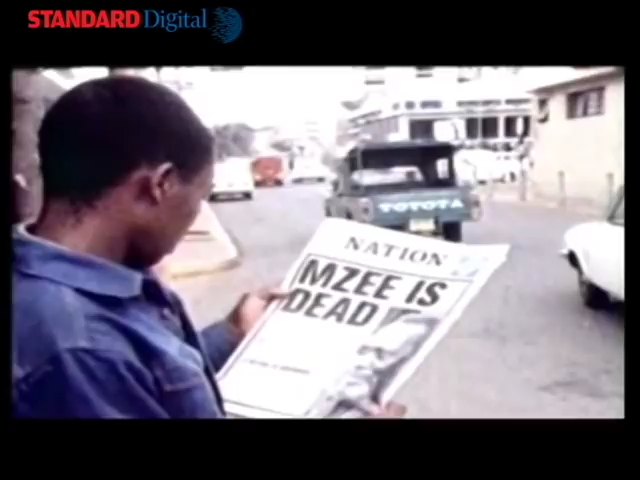 STANDARD Digital
TOYOTA
NATION
MZEE IS
DEAD